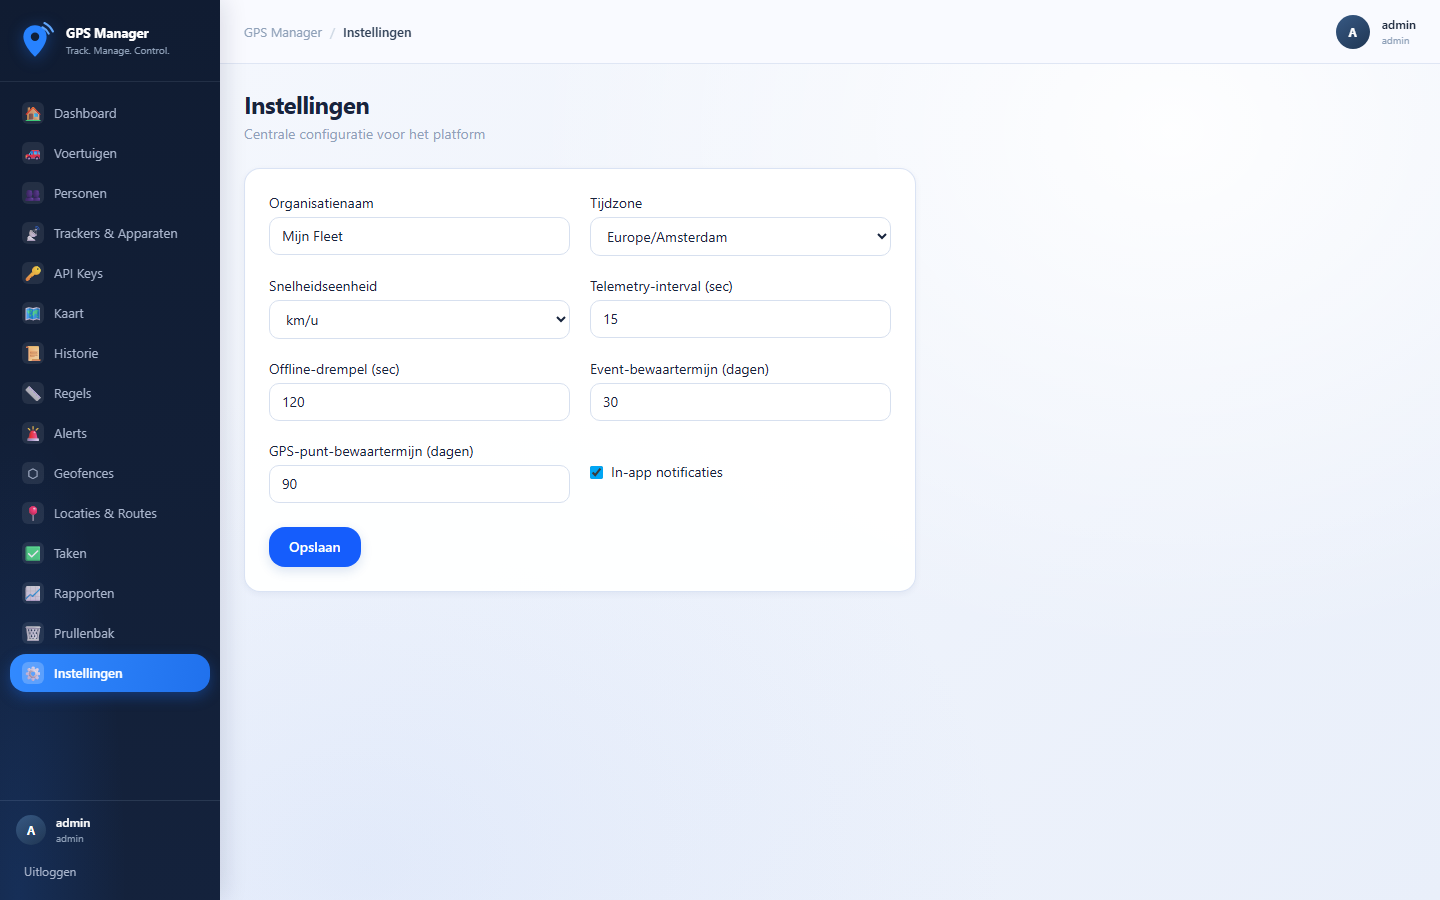 GPS Manager
Track. Manage. Control.
Dashboard
Voertuigen
Personen
Trackers & Apparaten
API Keys
Kaart
Historie
Regels
Alerts
Geofences
Locaties & Routes
Taken
Rapporten
Prullenbak
Instellingen
A
admin
admin
Uitloggen
GPS Manager / Instellingen
A
admin
admin
Instellingen
Centrale configuratie voor het platform
Organisatienaam
Mijn Fleet
Tijdzone
Europe/Amsterdam
Snelheidseenheid
km/u
Telemetry-interval (sec)
15
Offline-drempel (sec)
120
Event-bewaartermijn (dagen)
30
GPS-punt-bewaartermijn (dagen)
90
In-app notificaties
Opslaan